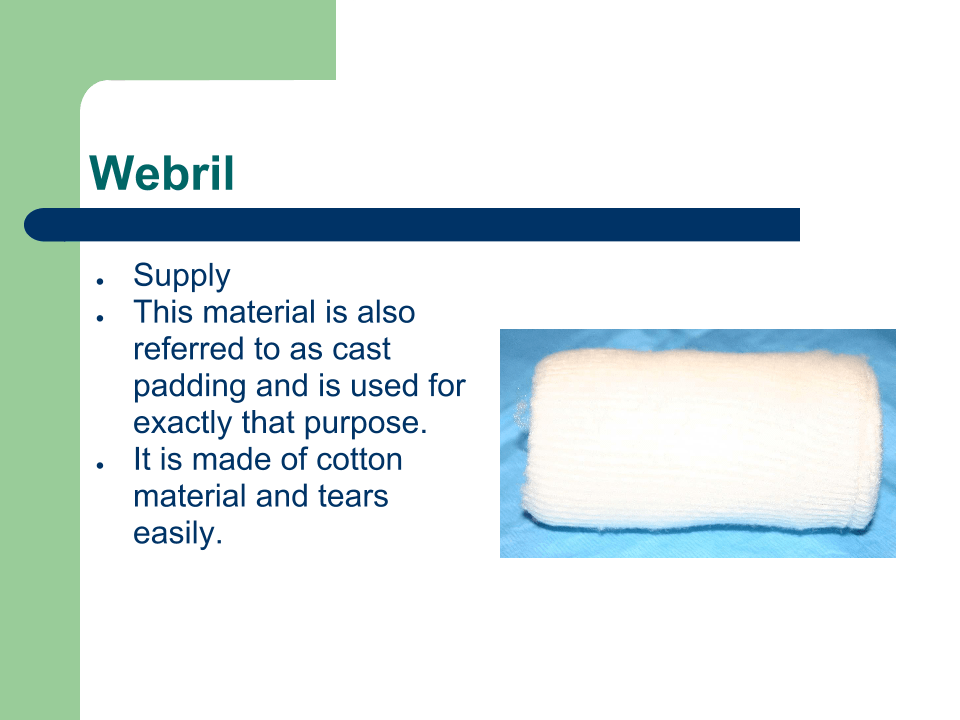 Webril
● Supply
● This material is also
referred to as cast
padding and is used for
exactly that purpose.
● It is made of cotton
material and tears
easily.